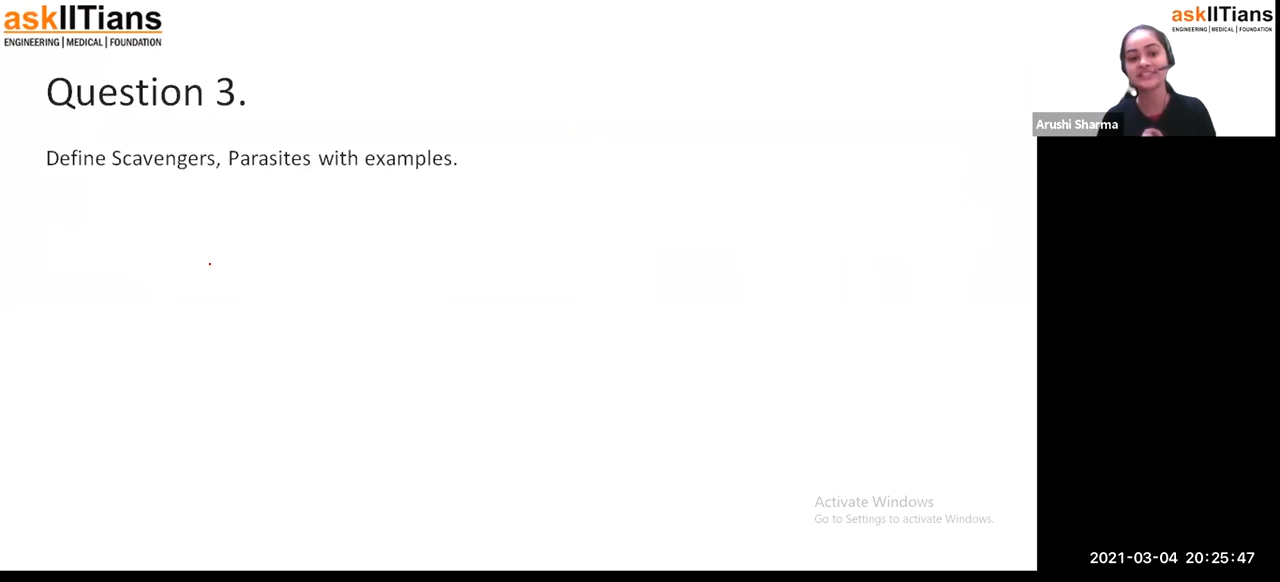 askIITians
ENGINEERING | MEDICAL | FOUNDATION
askIITians
ENGINEERING | MEDICAL | FOUNDATION
Question 3.
Arushi Sharma
Define Scavengers, Parasites with examples.
Activate Windows
Go to Settings to activate Windows.
2021-03-04 20:25:47